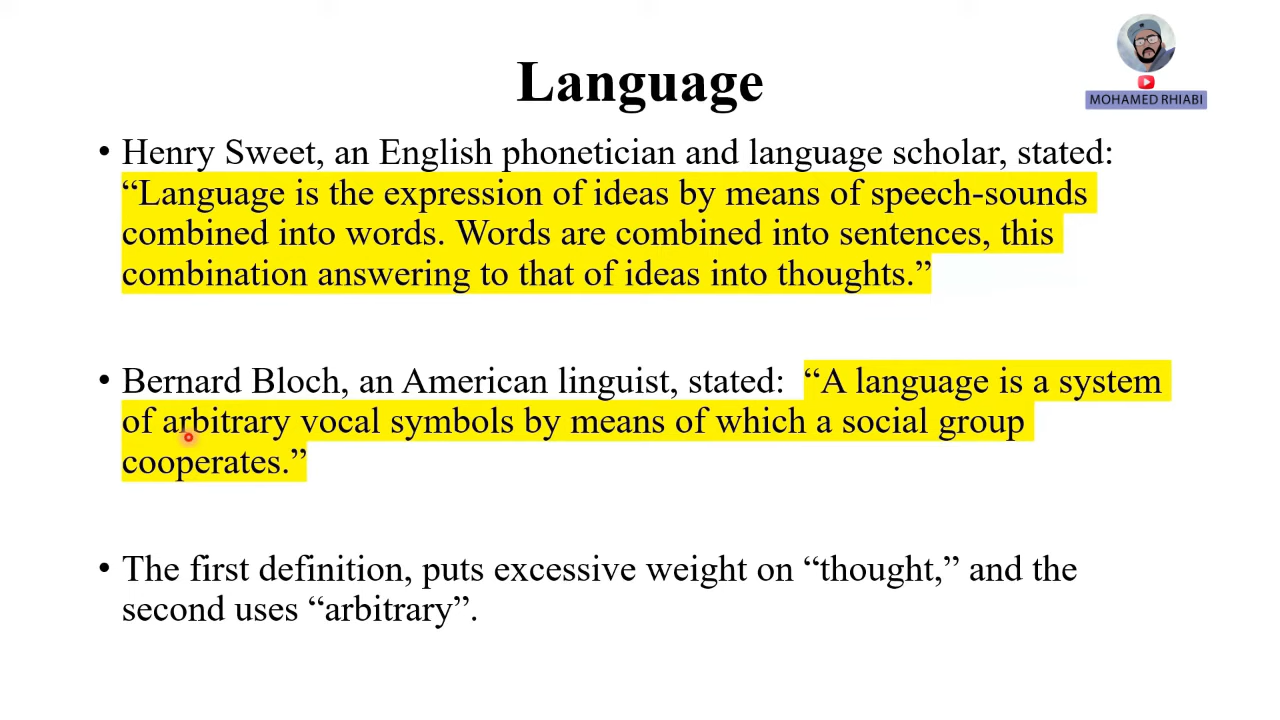 MOHAMED RHIABI
Language
• Henry Sweet, an English phonetician and language scholar, stated:
“Language is the expression of ideas by means of speech-sounds
combined into words. Words are combined into sentences, this
combination answering to that of ideas into thoughts.”
• Bernard Bloch, an American linguist, stated: “A language is a system
of arbitrary vocal symbols by means of which a social group
cooperates.”
• The first definition, puts excessive weight on “thought,” and the
second uses “arbitrary”.